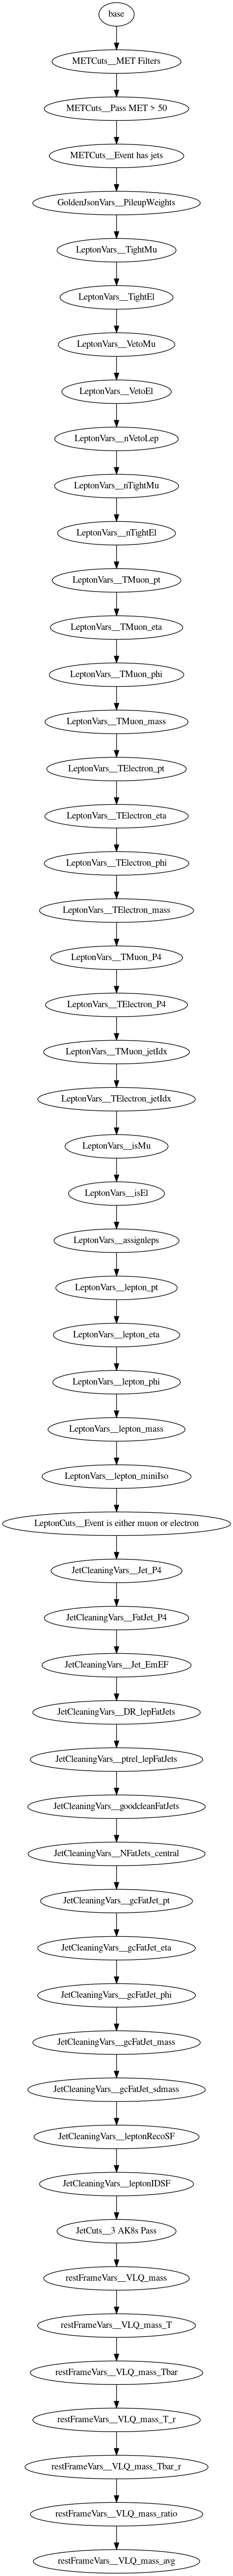 base
METCuts__MET Filters
METCuts__Pass MET > 50
METCuts__Event has jets
GoldenJsonVars__PileupWeights
LeptonVars__TightMu
LeptonVars__TightEl
LeptonVars__VetoMu
LeptonVars__VetoEl
LeptonVars__nVetoLep
LeptonVars__nTightMu
LeptonVars__nTightEl
LeptonVars__TMuon_pt
LeptonVars__TMuon_eta
LeptonVars__TMuon_phi
LeptonVars__TMuon_mass
LeptonVars__TElectron_pt
LeptonVars__TElectron_eta
LeptonVars__TElectron_phi
LeptonVars__TElectron_mass
LeptonVars__TMuon_P4
LeptonVars__TElectron_P4
LeptonVars__TMuon_jetIdx
LeptonVars__TElectron_jetIdx
LeptonVars__isMu
LeptonVars__isEl
LeptonVars__assignleps
LeptonVars__lepton_pt
LeptonVars__lepton_eta
LeptonVars__lepton_phi
LeptonVars__lepton_mass
LeptonVars__lepton_miniIso
LeptonCuts__Event is either muon or electron
JetCleaningVars__Jet_P4
JetCleaningVars__FatJet_P4
JetCleaningVars__Jet_EmEF
JetCleaningVars__DR_lepFatJets
JetCleaningVars__ptrel_lepFatJets
JetCleaningVars__goodcleanFatJets
JetCleaningVars__NFatJets_central
JetCleaningVars__gcFatJet_pt
JetCleaningVars__gcFatJet_eta
JetCleaningVars__gcFatJet_phi
JetCleaningVars__gcFatJet_mass
JetCleaningVars__gcFatJet_sdmass
JetCleaningVars__leptonRecoSF
JetCleaningVars__leptonIDSF
JetCuts__3 AK8s Pass
restFrameVars__VLQ_mass
restFrameVars__VLQ_mass_T
restFrameVars__VLQ_mass_Tbar
restFrameVars__VLQ_mass_T_r
restFrameVars__VLQ_mass_Tbar_r
restFrameVars__VLQ_mass_ratio
restFrameVars__VLQ_mass_avg